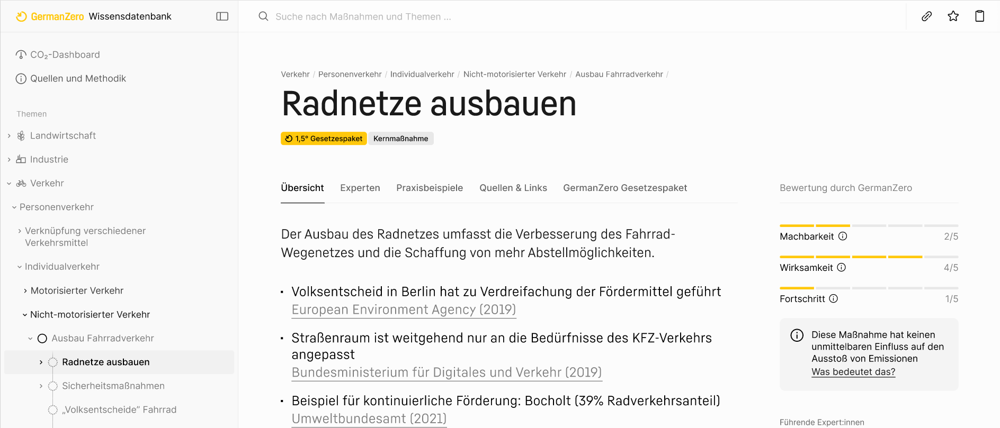 GermanZero Wissensdatenbank
Suche nach Maßnahmen und Themen ...
CO₂-Dashboard
Quellen und Methodik
Themen
Landwirtschaft
Industrie
Verkehr
Personenverkehr
Verknüpfung verschiedener
Verkehrsmittel
Individualverkehr
Motorisierter Verkehr
Nicht-motorisierter Verkehr
Ausbau Fahrradverkehr
Radnetze ausbauen
Sicherheitsmaßnahmen
„Volksentscheide” Fahrrad
Verkehr / Personenverkehr / Individualverkehr / Nicht-motorisierter Verkehr / Ausbau Fahrradverkehr /
Radnetze ausbauen
1,5° Gesetzespaket Kernmaßnahme
Übersicht Experten Praxisbeispiele Quellen & Links GermanZero Gesetzespaket
Der Ausbau des Radnetzes umfasst die Verbesserung des Fahrrad-
Wegenetzes und die Schaffung von mehr Abstellmöglichkeiten.
· Volksentscheid in Berlin hat zu Verdreifachung der Fördermittel geführt
European Environment Agency (2019)
· Straßenraum ist weitgehend nur an die Bedürfnisse des KFZ-Verkehrs
angepasst
Bundesministerium für Digitales und Verkehr (2019)
· Beispiel für kontinuierliche Förderung: Bocholt (39% Radverkehrsanteil)
Umweltbundesamt (2021)
Bewertung durch GermanZero
Machbarkeit 2/5
Wirksamkeit 4/5
Fortschritt 1/5
Diese Maßnahme hat keinen
unmittelbaren Einfluss auf den
Ausstoß von Emissionen
Was bedeutet das?
Führende Expert:innen